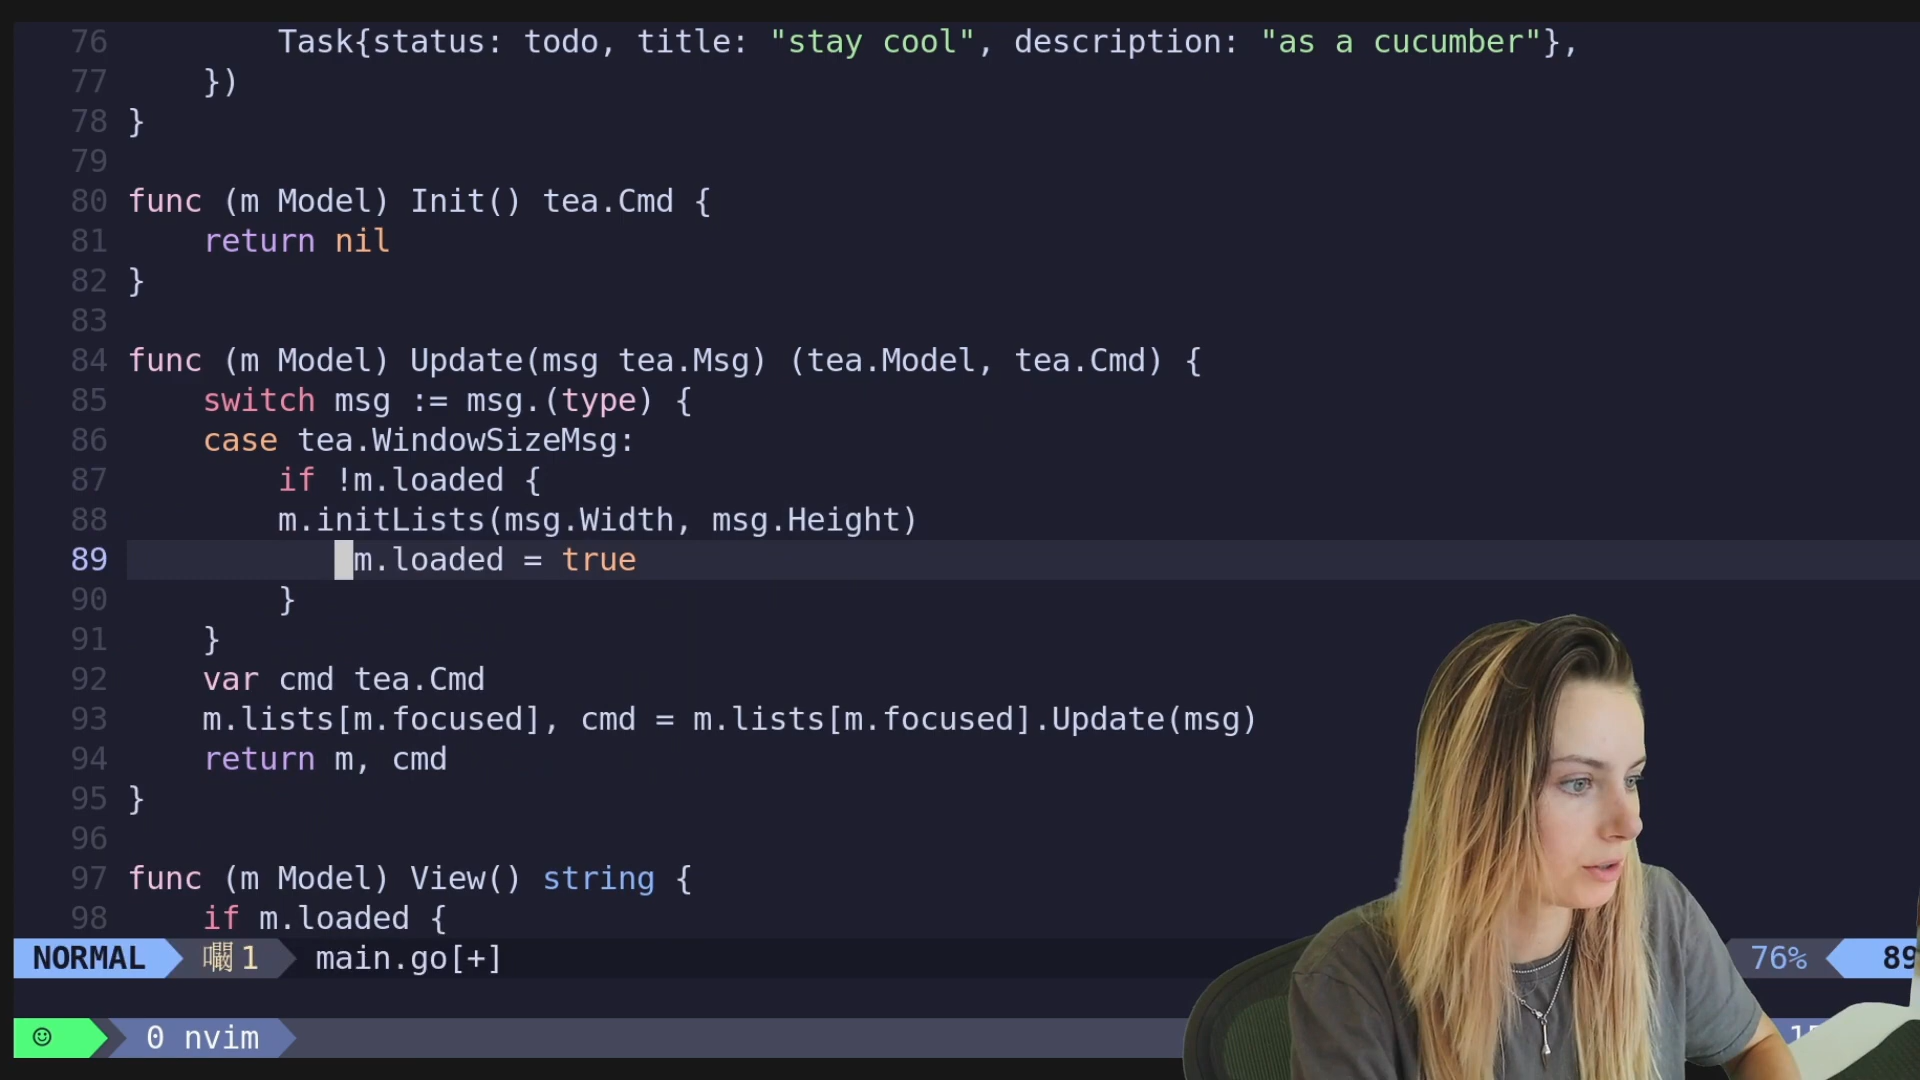 76 Task{status: todo, title: "stay cool", description: "as a cucumber"},
77 })
78 }
79
80 func (m Model) Init() tea.Cmd {
81 return nil
82 }
83
84 func (m Model) Update(msg tea.Msg) (tea.Model, tea.Cmd) {
85 switch msg := msg.(type) {
86 case tea.WindowSizeMsg:
87 if !m.loaded {
88 m.initLists(msg.Width, msg.Height)
89 m.loaded = true
90 }
91 }
92 var cmd tea.Cmd
93 m.lists[m.focused], cmd = m.lists[m.focused].Update(msg)
94 return m, cmd
95 }
96
97 func (m Model) View() string {
98 if m.loaded {
NORMAL 1 main.go[+] 76% 89
0 nvim